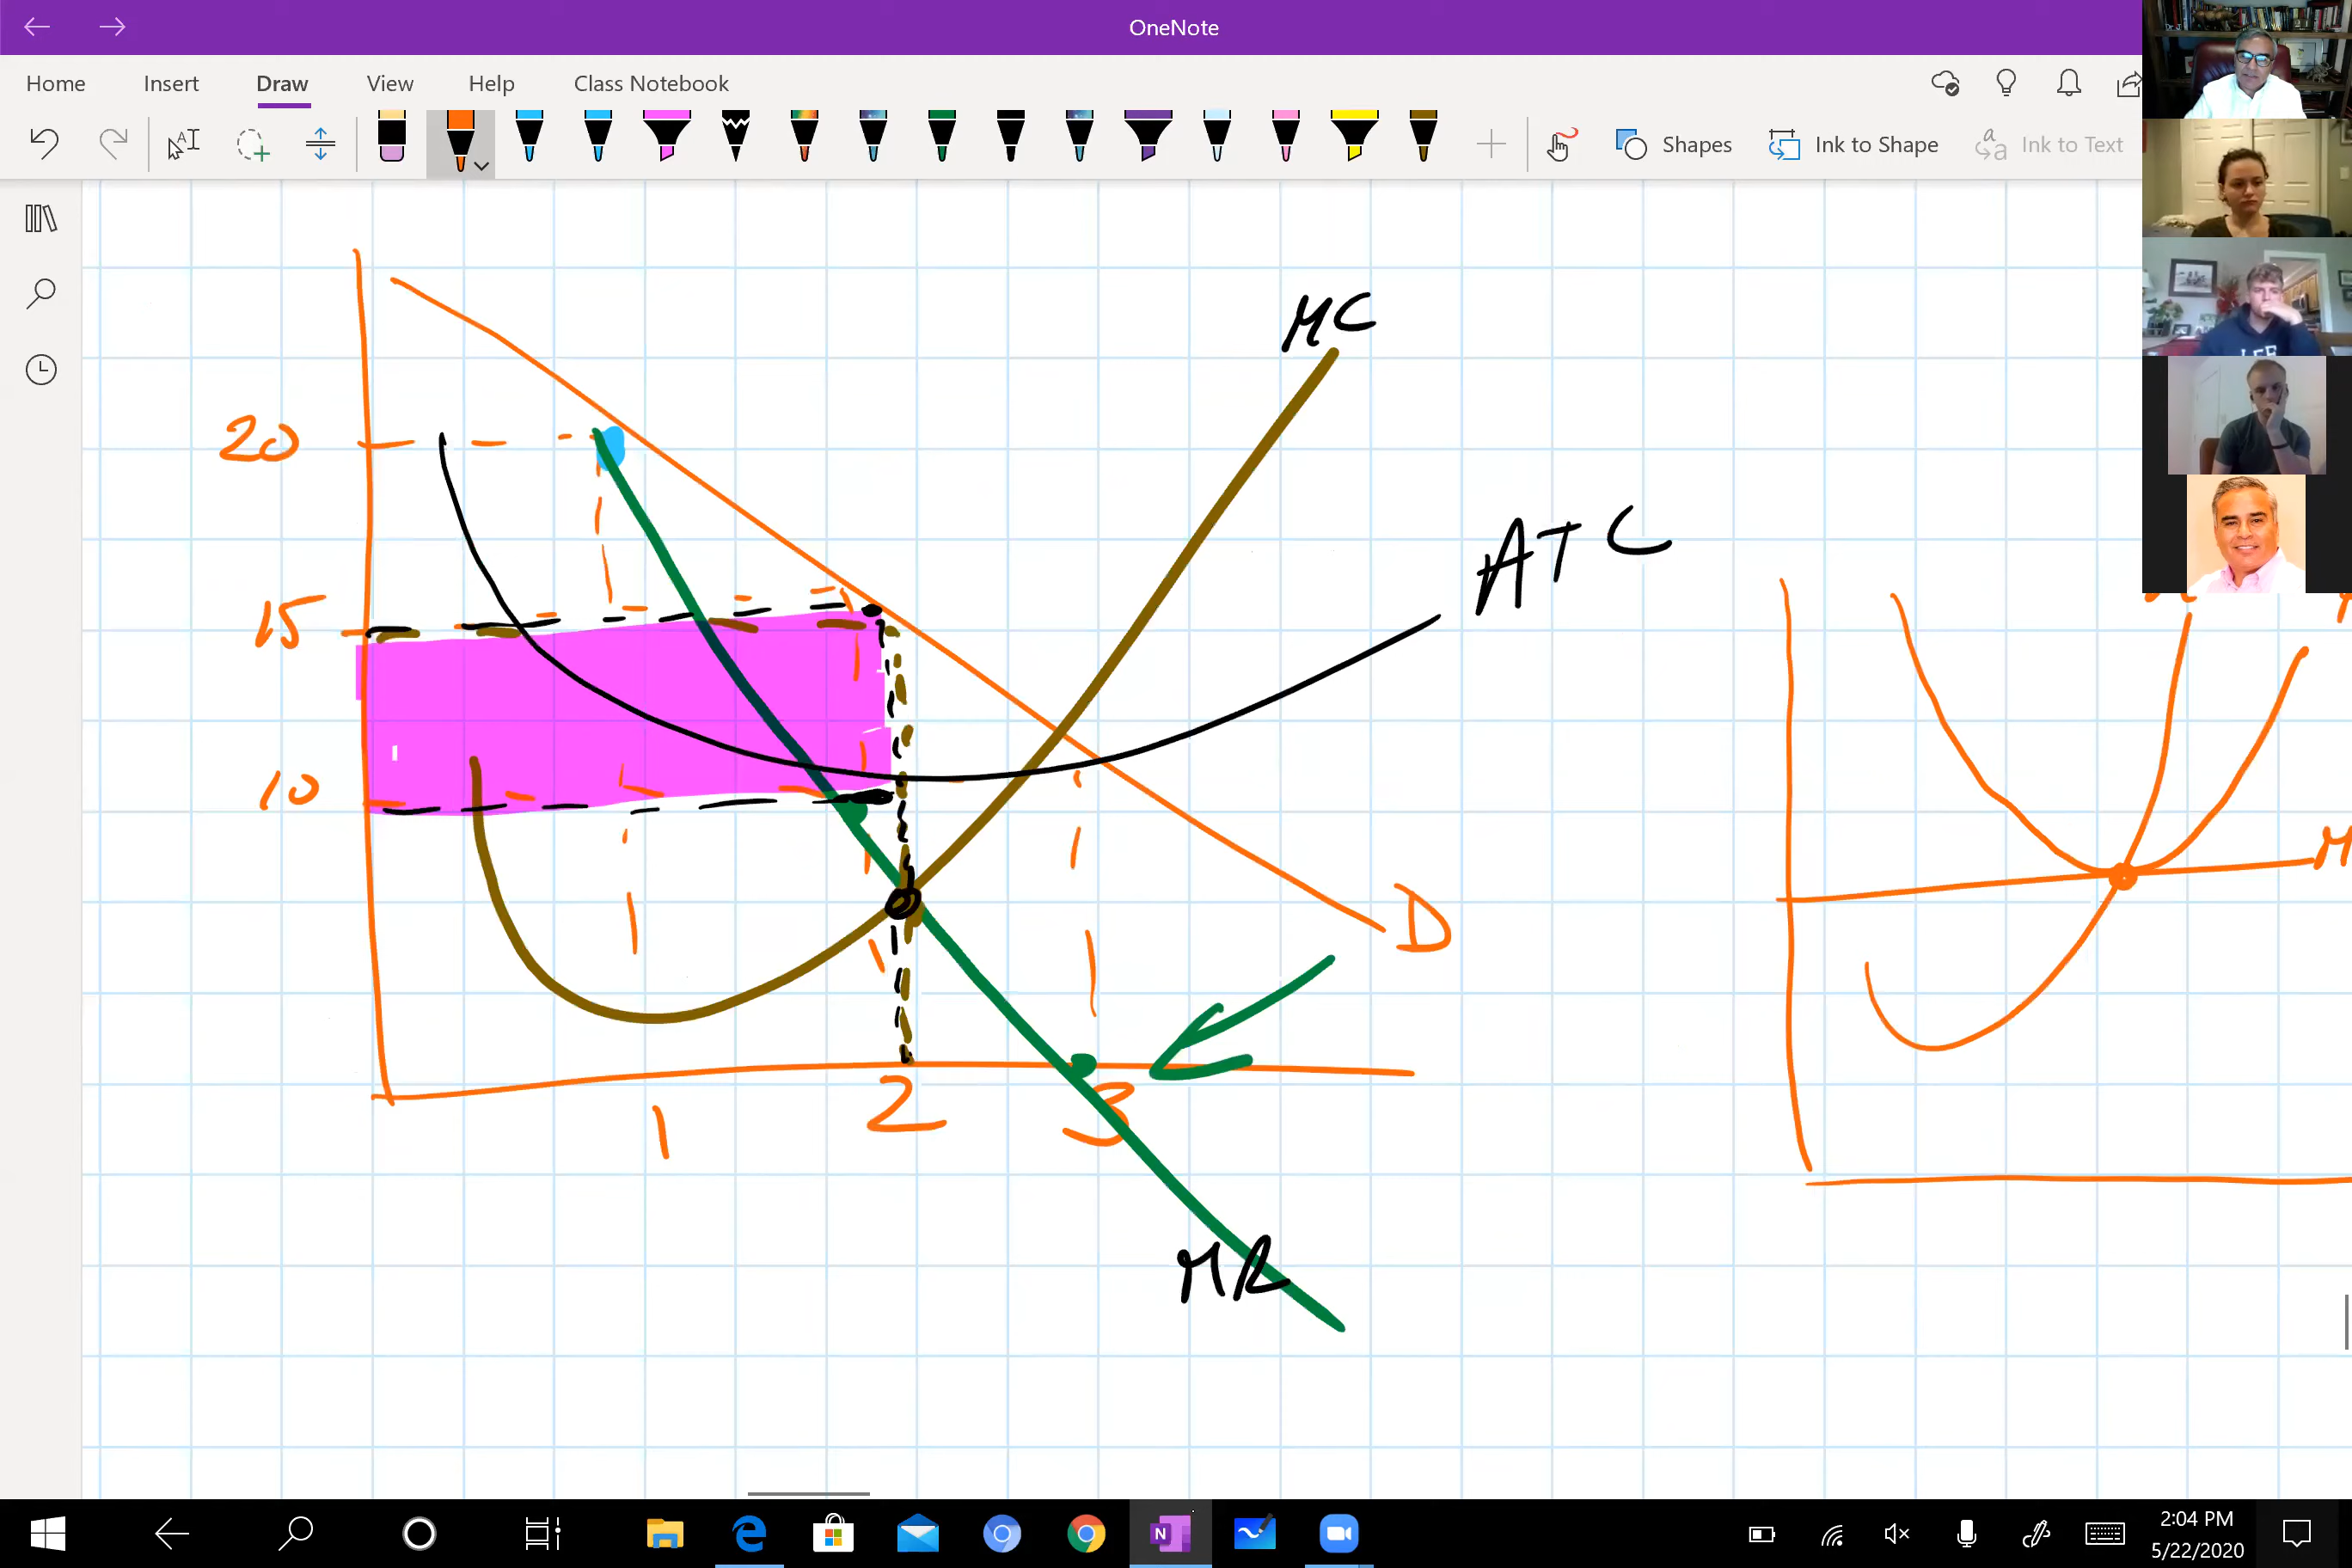 OneNote
Home Insert Draw View Help Class Notebook
Shapes Ink to Shape Ink to Text
MC
20
ATC
15
10
D
1 2 3
MR
2:04 PM
5/22/2020